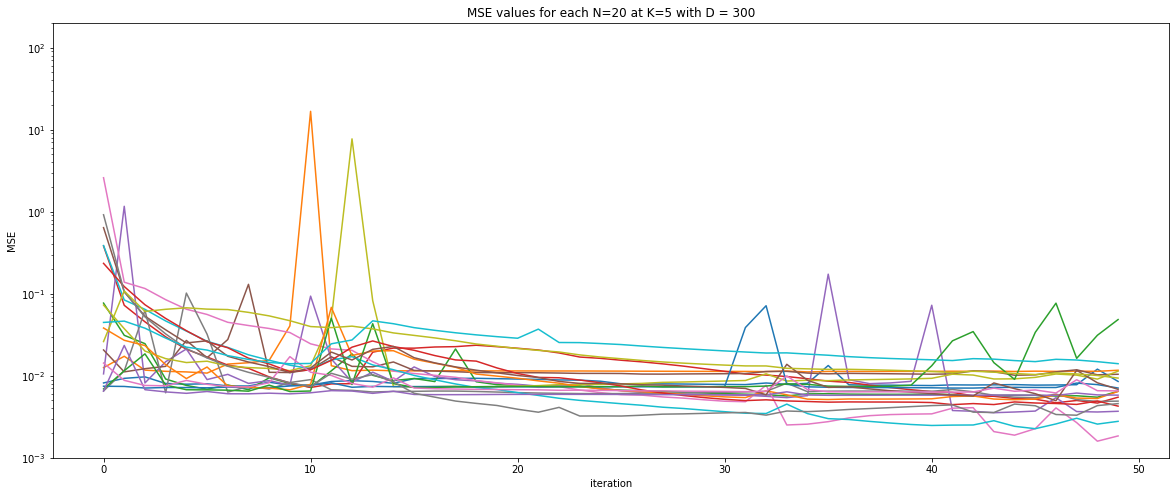 MSE values for each N=20 at K=5 with D = 300
MSE
10²
10¹
10⁰
10⁻¹
10⁻²
10⁻³
0 10 20 30 40 50
iteration